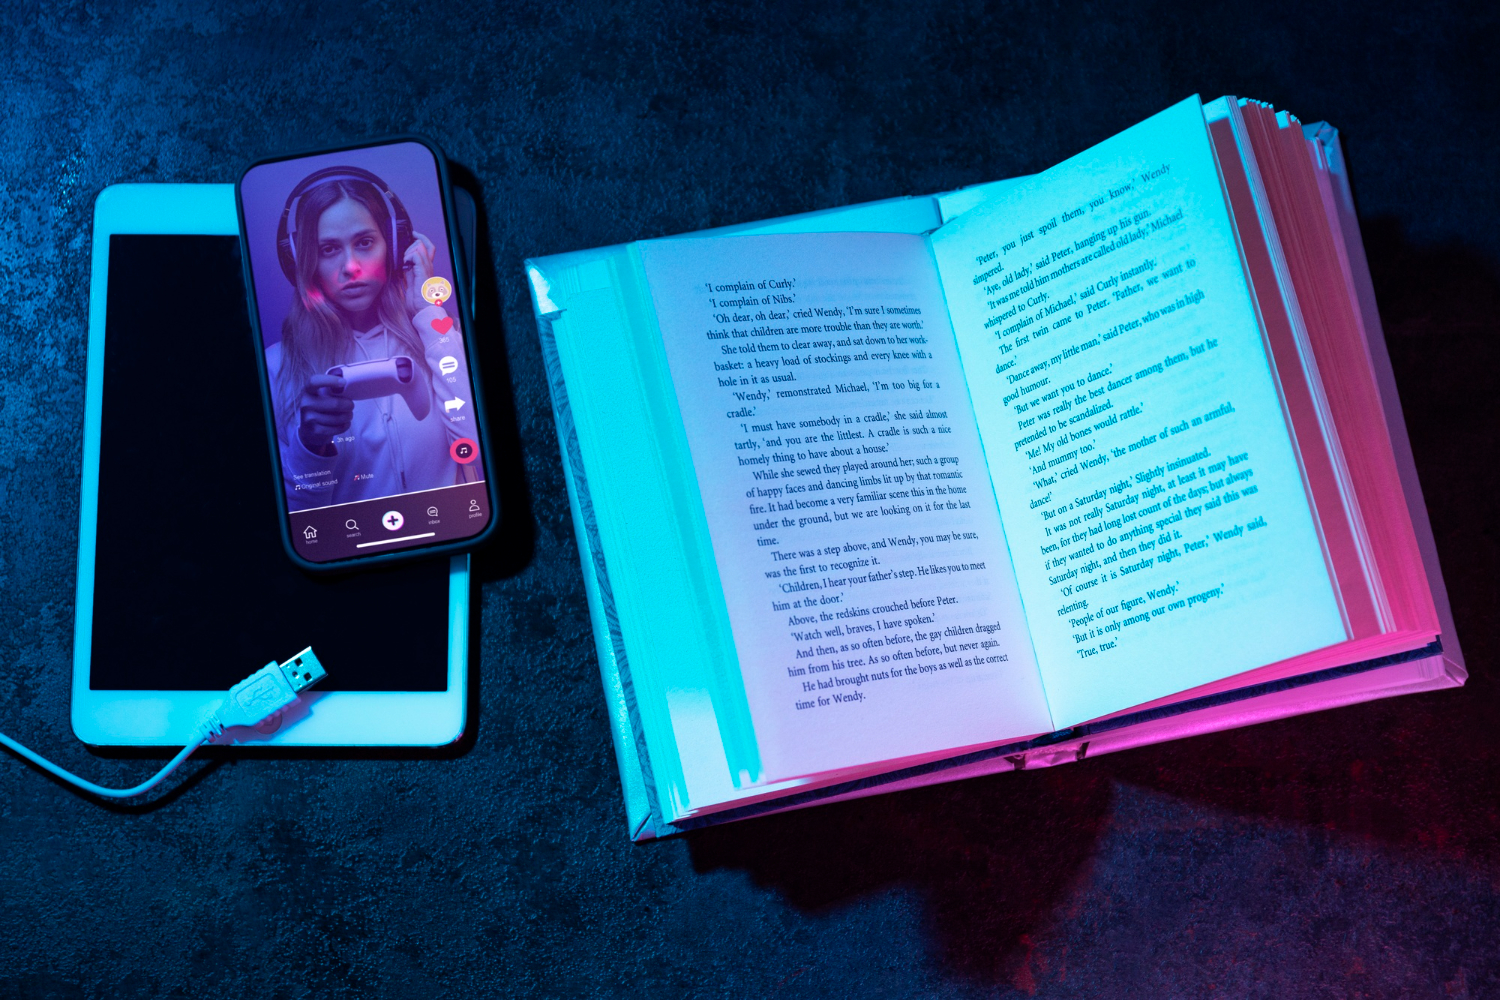 365
103
share
3h ago
See translation
Original sound
Mute
home
search
inbox
profile
'I complain of Curly.'
'I complain of Nibs.'
'Oh dear, oh dear,' cried Wendy, 'I'm sure I sometimes
think that children are more trouble than they are worth.'
She told them to clear away, and sat down to her work-
basket: a heavy load of stockings and every knee with a
hole in it as usual.
'Wendy,' remonstrated Michael, 'I'm too big for a
cradle.'
'I must have somebody in a cradle,' she said almost
tartly, 'and you are the littlest. A cradle is such a nice
homely thing to have about a house.'
While she sewed they played around her; such a group
of happy faces and dancing limbs lit up by that romantic
fire. It had become a very familiar scene this in the home
under the ground, but we are looking on it for the last
time.
There was a step above, and Wendy, you may be sure,
was the first to recognize it.
'Children, I hear your father's step. He likes you to meet
him at the door.'
Above, the redskins crouched before Peter.
'Watch well, braves, I have spoken.'
And then, as so often before, the gay children dragged
him from his tree. As so often before, but never again.
He had brought nuts for the boys as well as the correct
time for Wendy.
'Peter, you just spoil them, you know,' Wendy
simpered.
'Aye, old lady,' said Peter, hanging up his gun.
'It was me told him mothers are called old lady,' Michael
whispered to Curly.
'I complain of Michael,' said Curly instantly.
The first twin came to Peter. 'Father, we want to
dance.'
'Dance away, my little man,' said Peter, who was in high
good humour.
'But we want you to dance.'
Peter was really the best dancer among them, but he
pretended to be scandalized.
'Me! My old bones would rattle.'
'And mummy too.'
'What,' cried Wendy, 'the mother of such an armful,
dance!'
'But on a Saturday night,' Slightly insinuated.
It was not really Saturday night, at least it may have
been, for they had long lost count of the days; but always
if they wanted to do anything special they said this was
Saturday night, and then they did it.
'Of course it is Saturday night, Peter,' Wendy said,
relenting.
'People of our figure, Wendy.'
'But it is only among our own progeny.'
'True, true.'